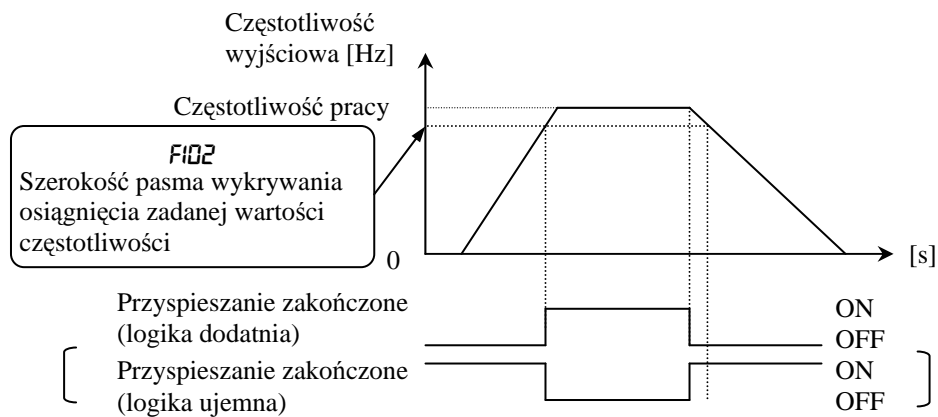 Częstotliwość
wyjściowa [Hz]
Częstotliwość pracy
F102
Szerokość pasma wykrywania
osiągnięcia zadanej wartości
częstotliwości
0
[s]
Przyspieszanie zakończone
(logika dodatnia)
ON
OFF
Przyspieszanie zakończone
(logika ujemna)
ON
OFF